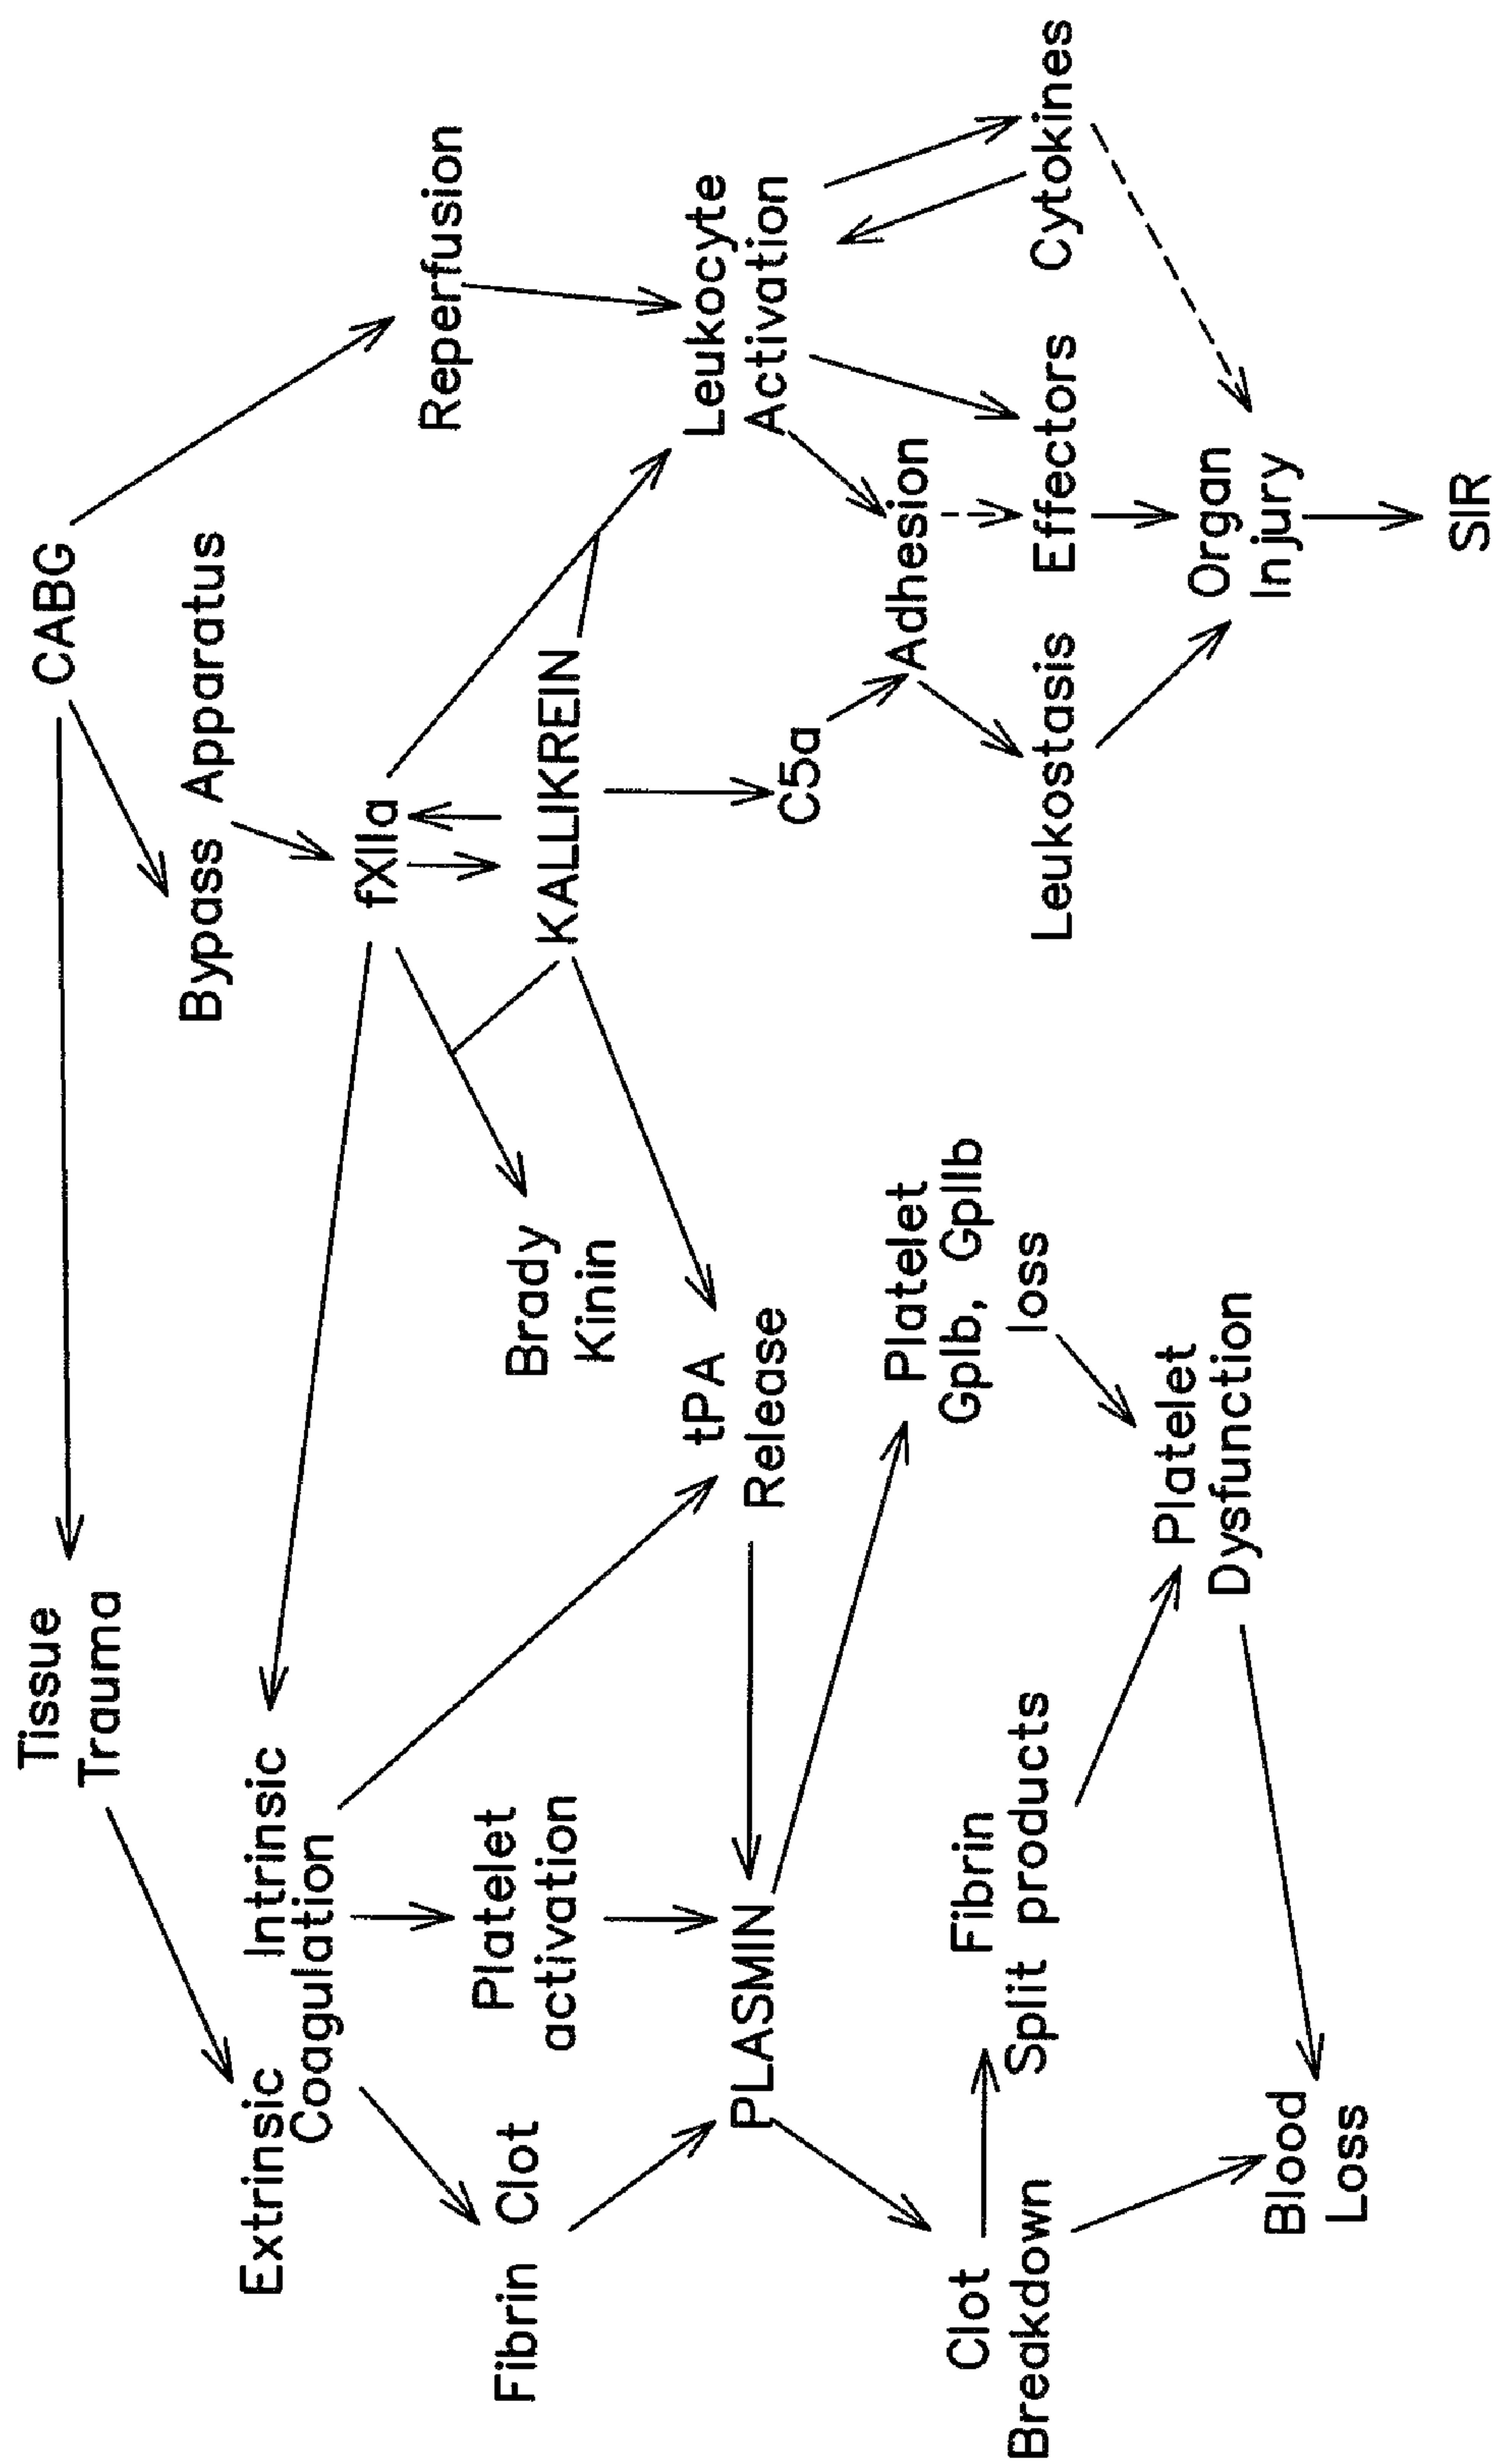 CABG
Tissue
Trauma
Bypass Apparatus
Extrinsic Intrinsic
Coagulation
fXIIa
Reperfusion
Fibrin Clot
Platelet
activation
Brady
Kinin
KALLIKREIN
PLASMIN
tPA
Release
C5a
Leukocyte
Activation
Clot
Breakdown
Fibrin
Split products
Platelet
GpIb, GpIIb
loss
Adhesion
Leukostasis
Effectors
Cytokines
Platelet
Dysfunction
Organ
Injury
Blood
Loss
SIR